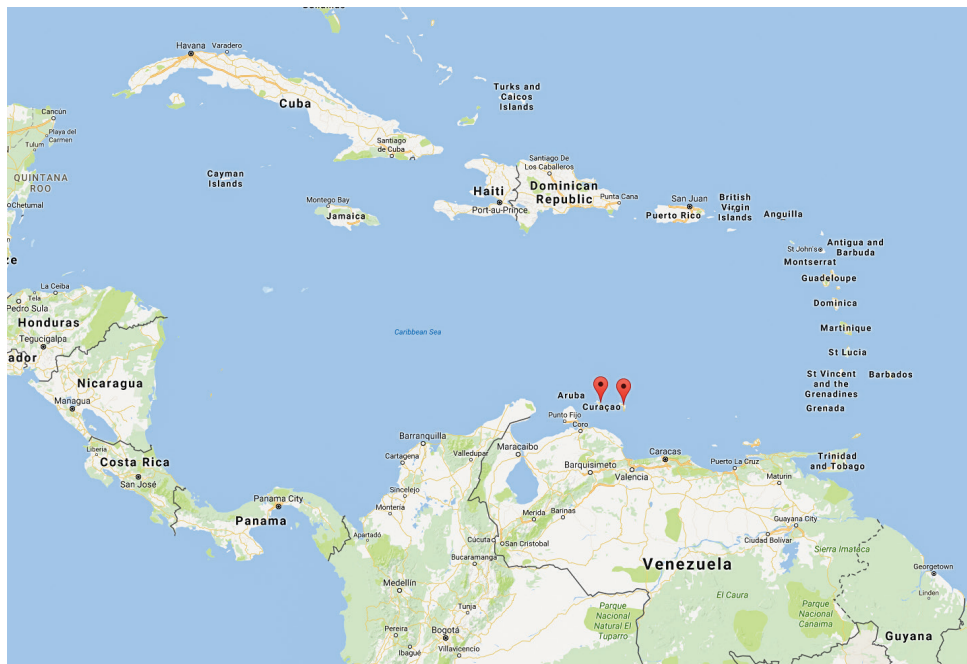 Havana
Varadero
Cuba
Turks and
Caicos
Islands
Cancún
Playa del
Carmen
Tulum
QUINTANA
ROO
Chetumal
Santiago
de Cuba
Cayman
Islands
Montego Bay
Jamaica
Haiti
Port-au-Prince
Santiago De
Los Caballeros
Dominican
Republic
Punta Cana
San Juan
Puerto Rico
British
Virgin
Islands
Anguilla
St John's
Antigua and
Barbuda
Montserrat
Guadeloupe
Dominica
Martinique
St Lucia
Barbados
St Vincent
and the
Grenadines
Grenada
Trinidad
and Tobago
ze
La Ceiba
Tela
Pedro Sula
Honduras
Tegucigalpa
ador
Nicaragua
Managua
Caribbean Sea
Liberia
Costa Rica
San José
Panama City
Panama
Aruba
Curaçao
Punto Fijo
Coro
Barranquilla
Cartagena
Valledupar
Maracaibo
Sincelejo
Montería
Apartadó
Barquisimeto
Valencia
Caracas
Puerto La Cruz
Maturin
Merida
Barinas
Cúcuta
San Cristobal
Bucaramanga
Guayana City
Ciudad Bolívar
Sierra Imataca
Venezuela
El Caura
Parque
Nacional
Canaima
Parque
Nacional
Natural El
Tuparro
Georgetown
Linden
Guyana
Medellín
Tunja
Pereira
Bogotá
Ibagué
Villavicencio